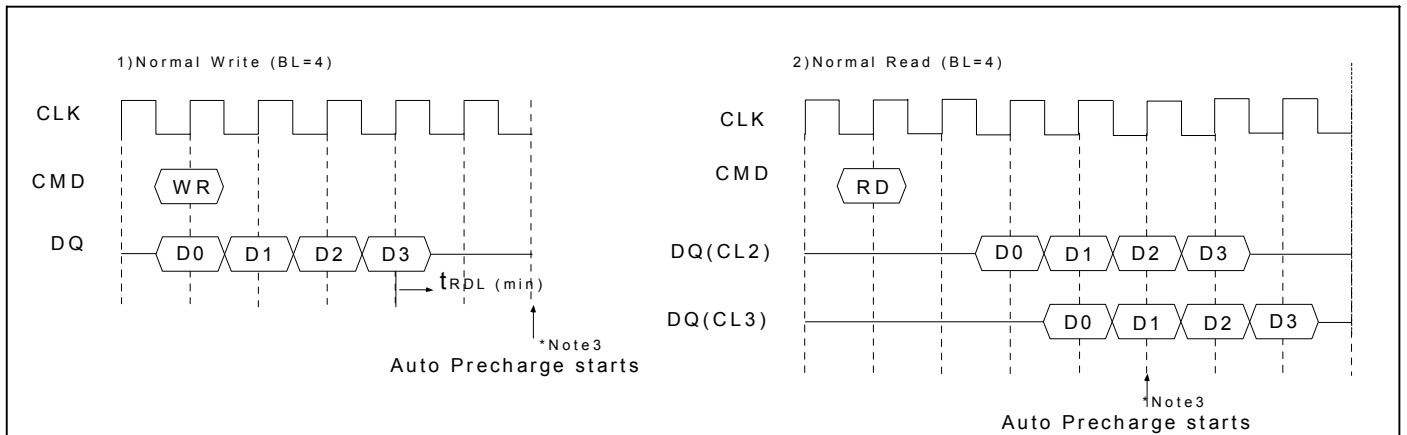 1)Normal Write (BL=4)
CLK
CMD
WR
DQ
D0 D1 D2 D3
tRDL (min)
*Note3
Auto Precharge starts
2)Normal Read (BL=4)
CLK
CMD
RD
DQ(CL2)
D0 D1 D2 D3
DQ(CL3)
D0 D1 D2 D3
*Note3
Auto Precharge starts